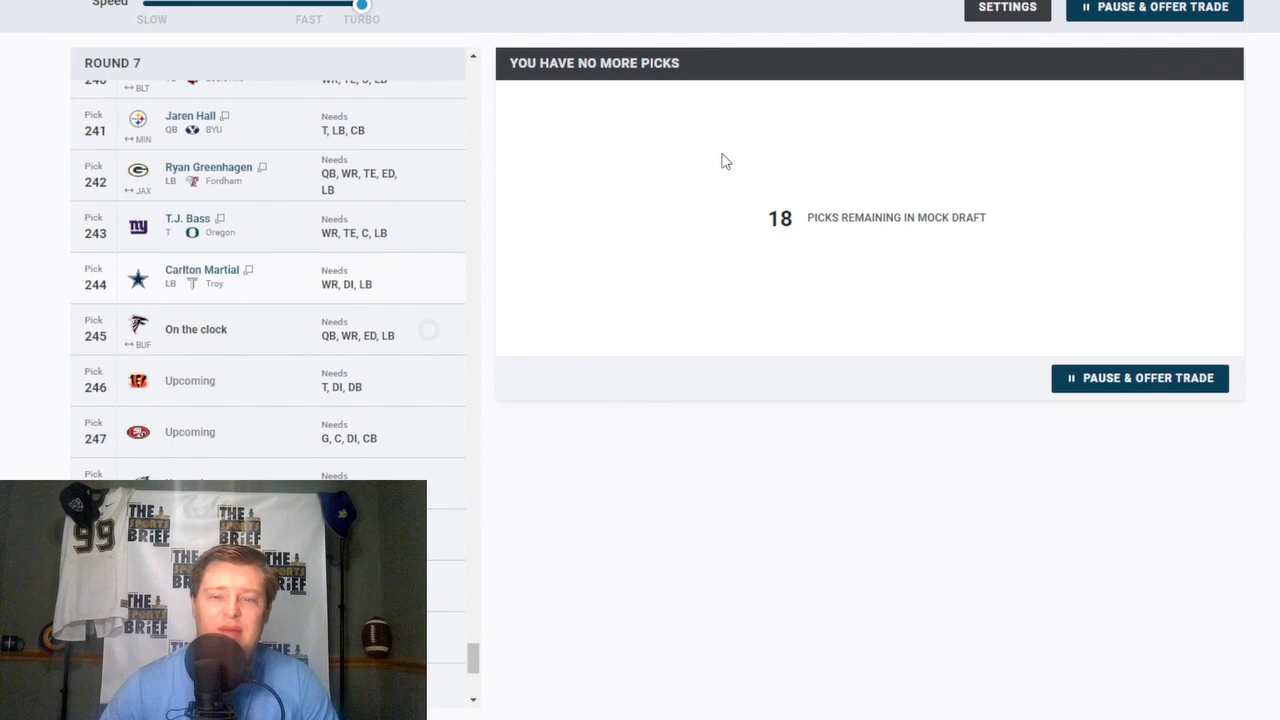 Speed
SLOW
FAST
TURBO
SETTINGS
PAUSE & OFFER TRADE
ROUND 7
YOU HAVE NO MORE PICKS
BLT
Pick
241
MIN
Jaren Hall
QB
BYU
Needs
T, LB, CB
Pick
242
JAX
Ryan Greenhagen
LB
Fordham
Needs
QB, WR, TE, ED,
LB
Pick
243
T.J. Bass
T
Oregon
Needs
WR, TE, C, LB
Pick
244
Carlton Martial
LB
Troy
Needs
WR, DI, LB
Pick
245
BUF
On the clock
Needs
QB, WR, ED, LB
Pick
246
Upcoming
Needs
T, DI, DB
Pick
247
Upcoming
Needs
G, C, DI, CB
Pick
Needs
18 PICKS REMAINING IN MOCK DRAFT
PAUSE & OFFER TRADE
99
THE
SPORTS
BRIEF
THE
SPORTS
BRIEF
THE
BRIEF
THE
BRIEF
THE
SPORTS
BRIEF